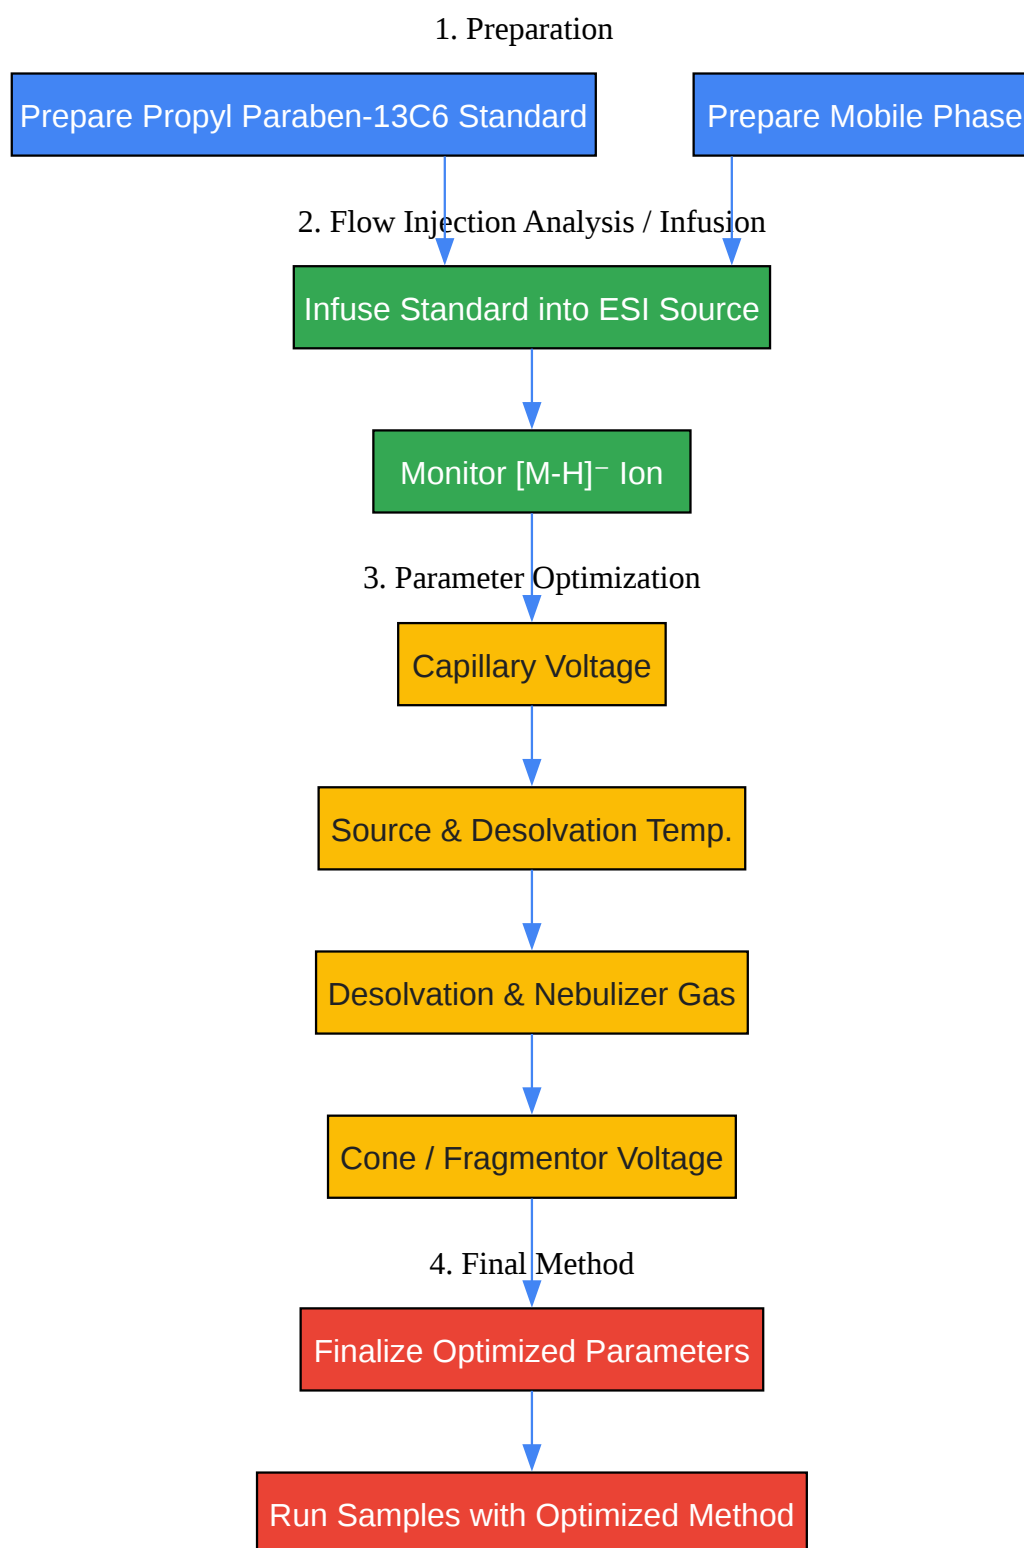 1. Preparation
Prepare Propyl Paraben-13C6 Standard
Prepare Mobile Phase
2. Flow Injection Analysis / Infusion
Infuse Standard into ESI Source
Monitor [M-H]⁻ Ion
3. Parameter Optimization
Capillary Voltage
Source & Desolvation Temp.
Desolvation & Nebulizer Gas
Cone / Fragmentor Voltage
4. Final Method
Finalize Optimized Parameters
Run Samples with Optimized Method